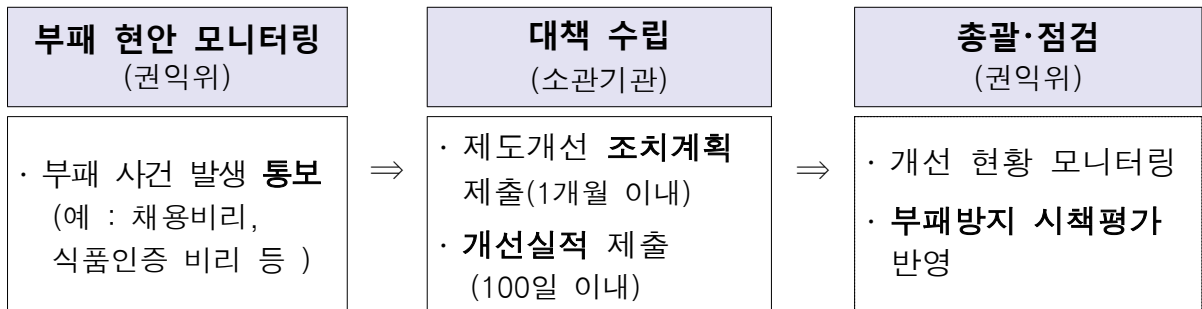 부패 현안 모니터링
(권익위)
· 부패 사건 발생 통보
(예 : 채용비리,
식품인증 비리 등 )
⇒
대책 수립
(소관기관)
· 제도개선 조치계획
제출(1개월 이내)
· 개선실적 제출
(100일 이내)
⇒
총괄·점검
(권익위)
· 개선 현황 모니터링
· 부패방지 시책평가
반영